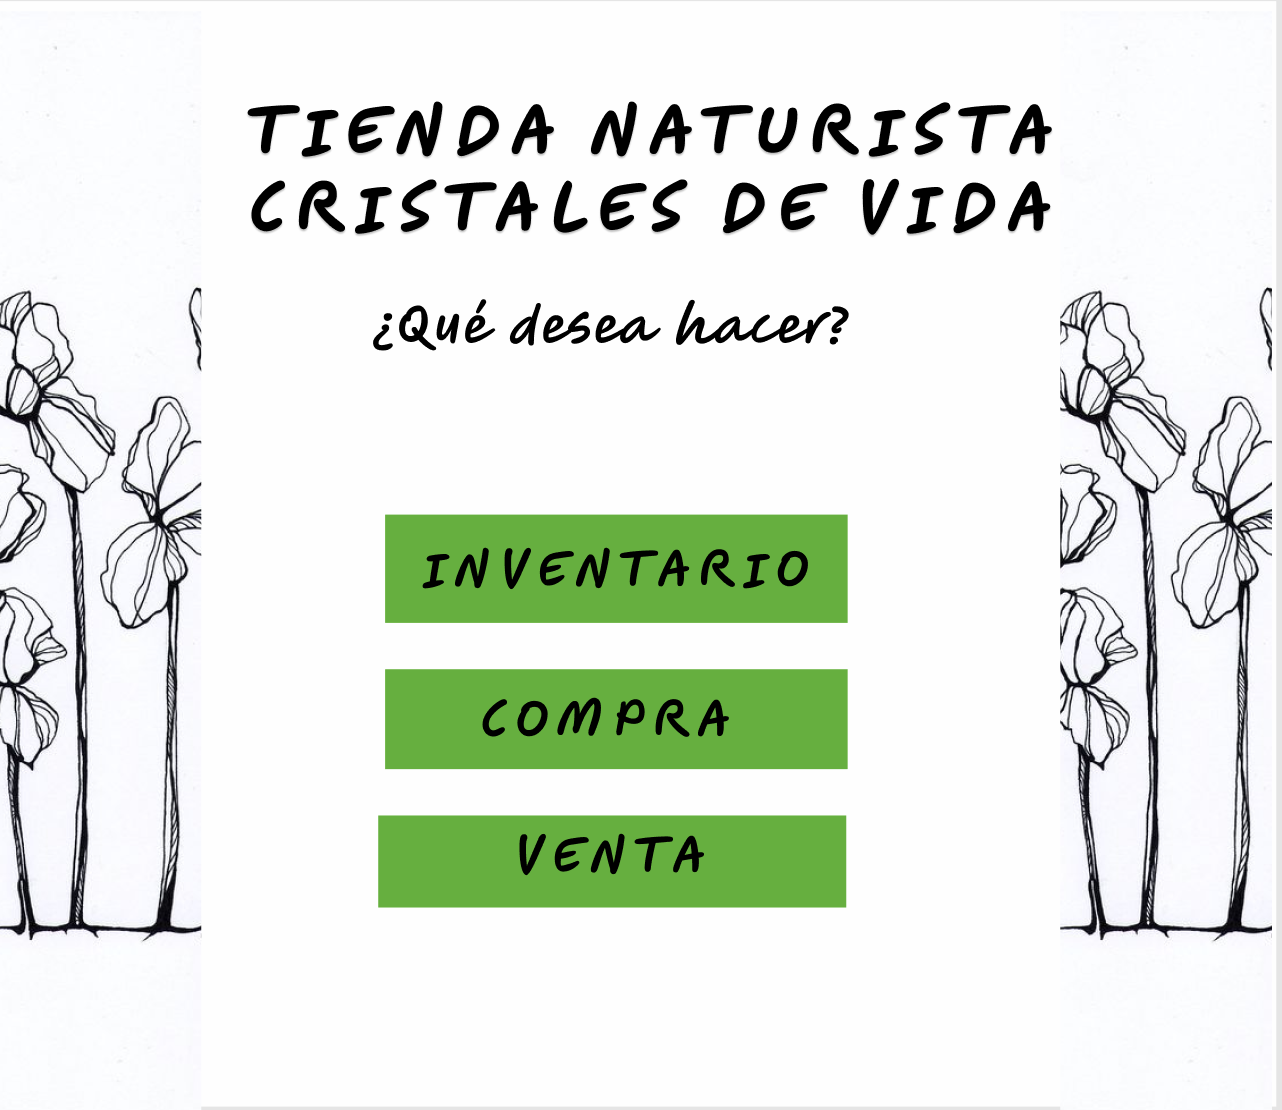 TIENDA NATURISTA
CRISTALES DE VIDA
¿Qué desea hacer?
INVENTARIO
COMPRA
VENTA